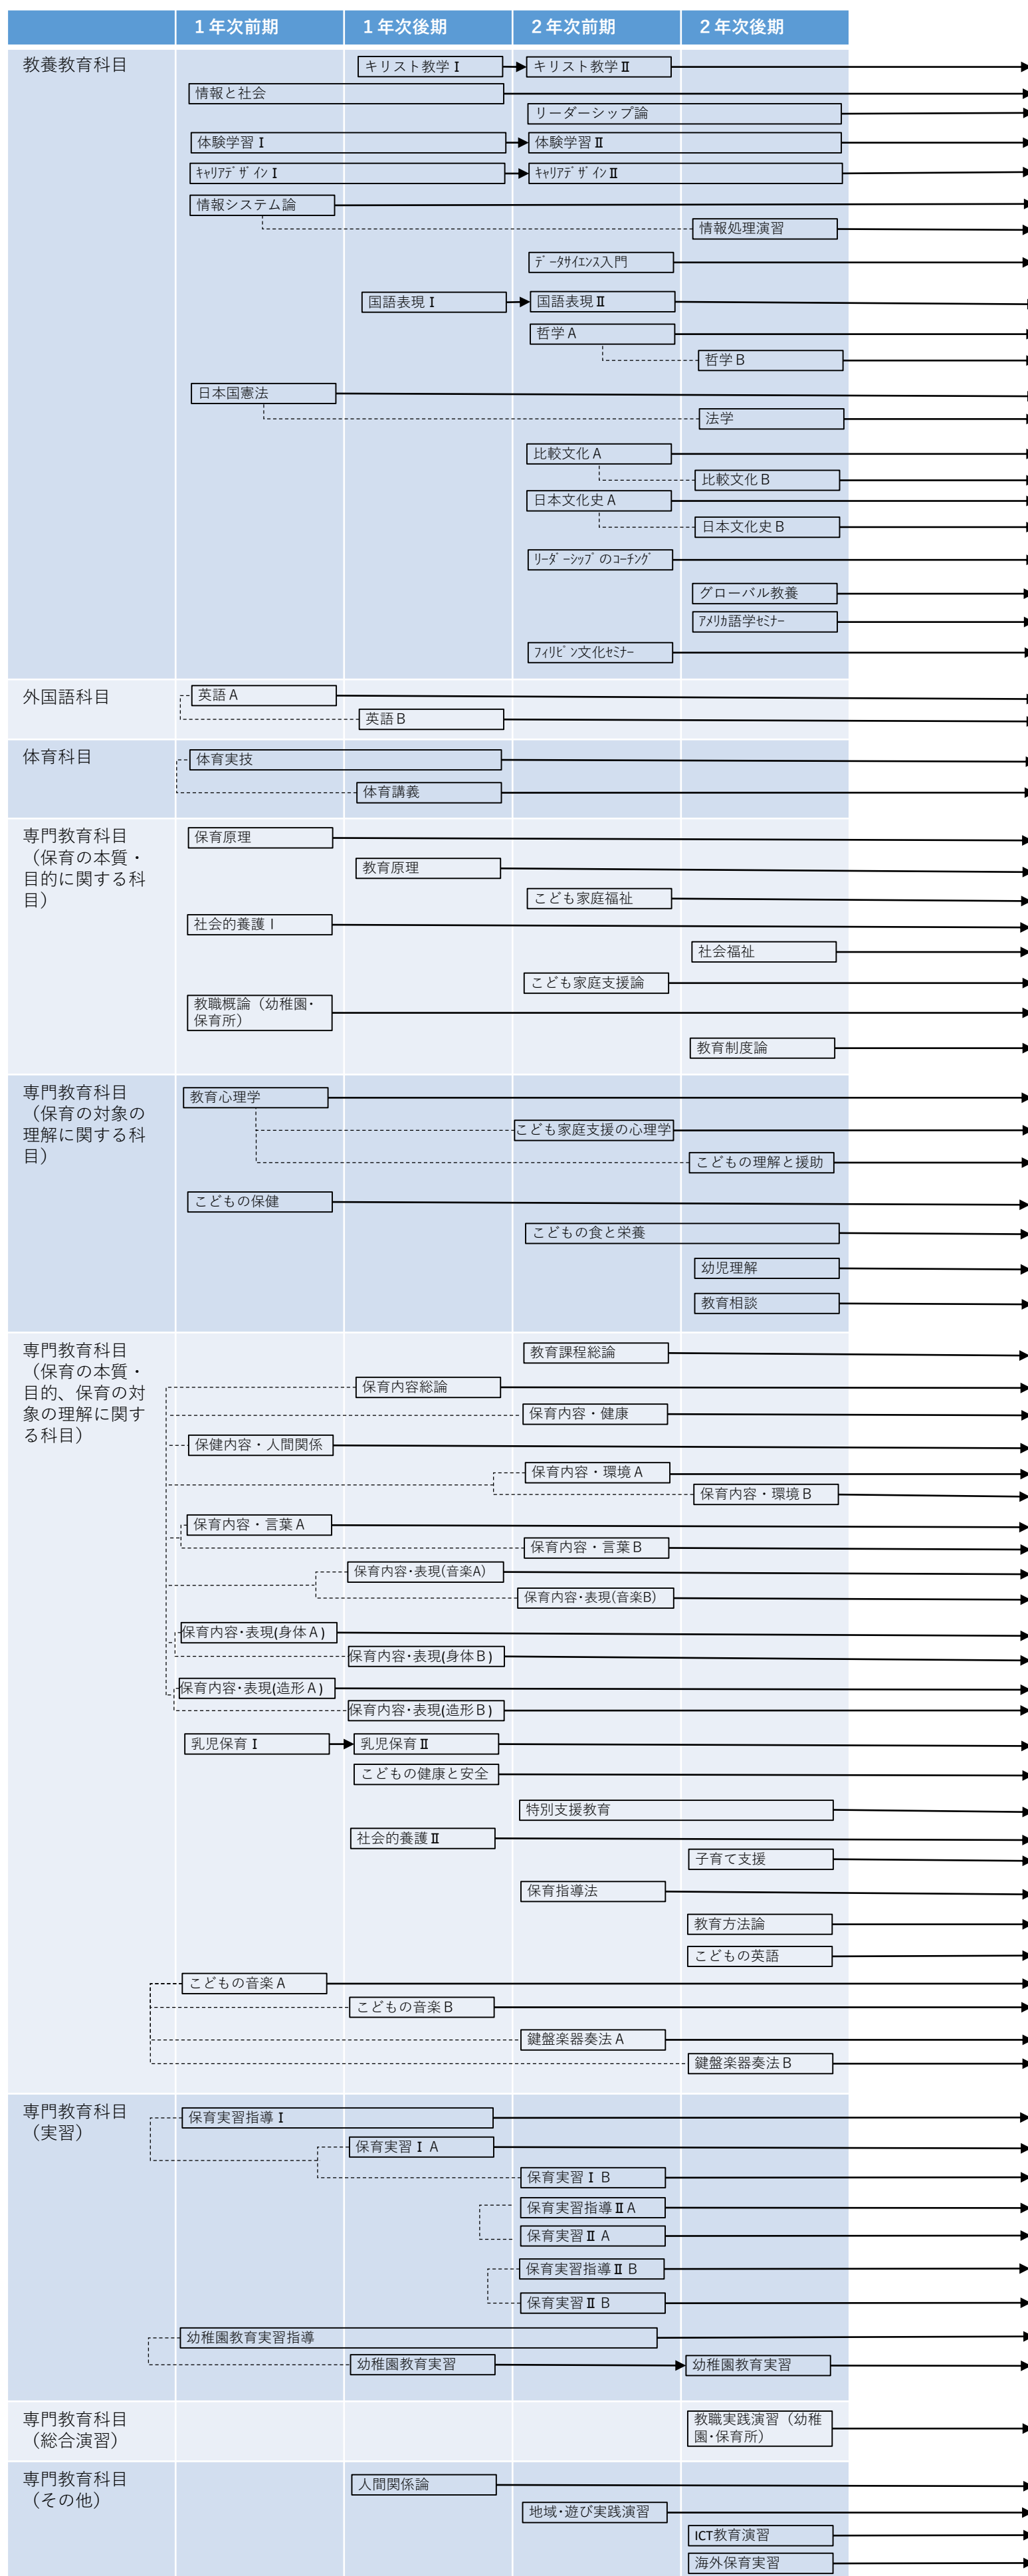 １年次前期
１年次後期
２年次前期
２年次後期
教養教育科目
キリスト教学Ⅰ
キリスト教学Ⅱ
情報と社会
リーダーシップ論
体験学習Ⅰ
体験学習Ⅱ
ｷｬﾘｱﾃﾞｻﾞｲﾝⅠ
ｷｬﾘｱﾃﾞｻﾞｲﾝⅡ
情報システム論
情報処理演習
ﾃﾞｰﾀｻｲｴﾝｽ入門
国語表現Ⅰ
国語表現Ⅱ
哲学Ａ
哲学Ｂ
日本国憲法
法学
比較文化Ａ
比較文化Ｂ
日本文化史Ａ
日本文化史Ｂ
ﾘｰﾀﾞｰｼｯﾌﾟのｺｰﾁﾝｸﾞ
グローバル教養
ｱﾒﾘｶ語学ｾﾐﾅｰ
ﾌｨﾘﾋﾟﾝ文化ｾﾐﾅｰ
外国語科目
英語Ａ
英語Ｂ
体育科目
体育実技
体育講義
専門教育科目
（保育の本質・
目的に関する科
目）
保育原理
教育原理
こども家庭福祉
社会的養護Ⅰ
社会福祉
こども家庭支援論
教職概論（幼稚園･
保育所）
教育制度論
専門教育科目
（保育の対象の
理解に関する科
目）
教育心理学
こども家庭支援の心理学
こどもの理解と援助
こどもの保健
こどもの食と栄養
幼児理解
教育相談
専門教育科目
（保育の本質・
目的、保育の対
象の理解に関す
る科目）
教育課程総論
保育内容総論
保育内容・健康
保健内容・人間関係
保育内容・環境Ａ
保育内容・環境Ｂ
保育内容・言葉Ａ
保育内容・言葉Ｂ
保育内容･表現(音楽A)
保育内容･表現(音楽B)
保育内容･表現(身体Ａ)
保育内容･表現(身体Ｂ)
保育内容･表現(造形Ａ)
保育内容･表現(造形Ｂ)
乳児保育Ⅰ
乳児保育Ⅱ
こどもの健康と安全
特別支援教育
社会的養護Ⅱ
子育て支援
保育指導法
教育方法論
こどもの英語
こどもの音楽Ａ
こどもの音楽Ｂ
鍵盤楽器奏法Ａ
鍵盤楽器奏法Ｂ
専門教育科目
（実習）
保育実習指導Ⅰ
保育実習ⅠＡ
保育実習ⅠＢ
保育実習指導ⅡＡ
保育実習ⅡＡ
保育実習指導ⅡＢ
保育実習ⅡＢ
幼稚園教育実習指導
幼稚園教育実習
幼稚園教育実習
専門教育科目
（総合演習）
教職実践演習（幼稚
園･保育所）
専門教育科目
（その他）
人間関係論
地域･遊び実践演習
ICT教育演習
海外保育実習